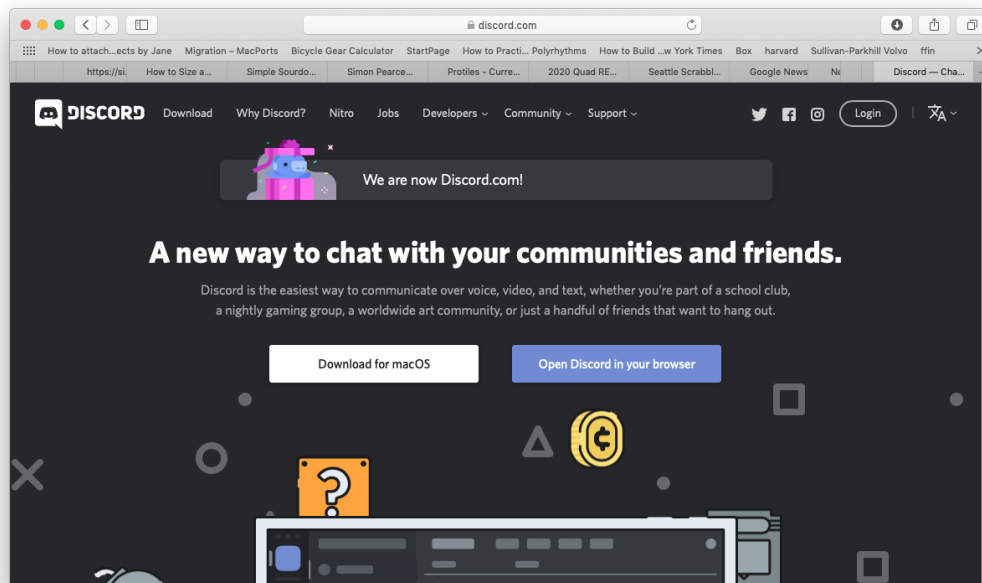 discord.com
How to attach...ects by Jane Migration – MacPorts Bicycle Gear Calculator StartPage How to Practi... Polyrhythms How to Build ...w York Times Box harvard Sullivan-Parkhill Volvo ffin
https://si. How to Size a... Simple Sourdo... Simon Pearce... Protiles - Curre... 2020 Quad RE... Seattle Scrabbl... Google News Discord — Cha...
DISCORD Download Why Discord? Nitro Jobs Developers Community Support Login 文A
We are now Discord.com!
A new way to chat with your communities and friends.
Discord is the easiest way to communicate over voice, video, and text, whether you’re part of a school club,
a nightly gaming group, a worldwide art community, or just a handful of friends that want to hang out.
Download for macOS Open Discord in your browser
?
¢